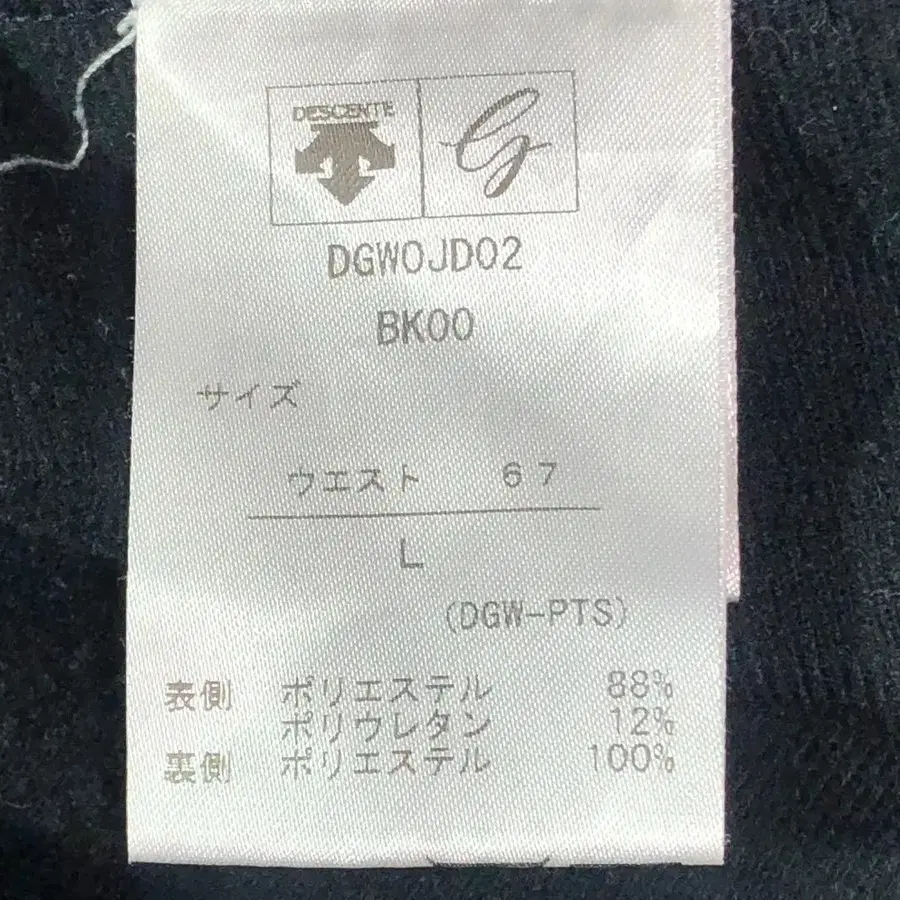 DESCENTE
G
DGWOJD02
BK00
サイズ
ウエスト 67
L
(DGW-PTS)
表側 ポリエステル 88%
ポリウレタン 12%
裏側 ポリエステル 100%